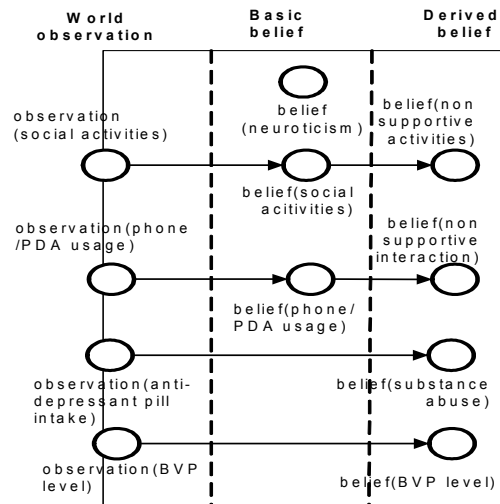 World observation
Basic belief
Derived belief
belief (neuroticism)
observation (social activities)
belief(non supportive activities)
belief(social acitivities)
observation(phone /PDA usage)
belief(non supportive interaction)
belief(phone/ PDA usage)
observation(anti- depressant pill intake)
belief(substance abuse)
observation(BVP level)
belief(BVP level)